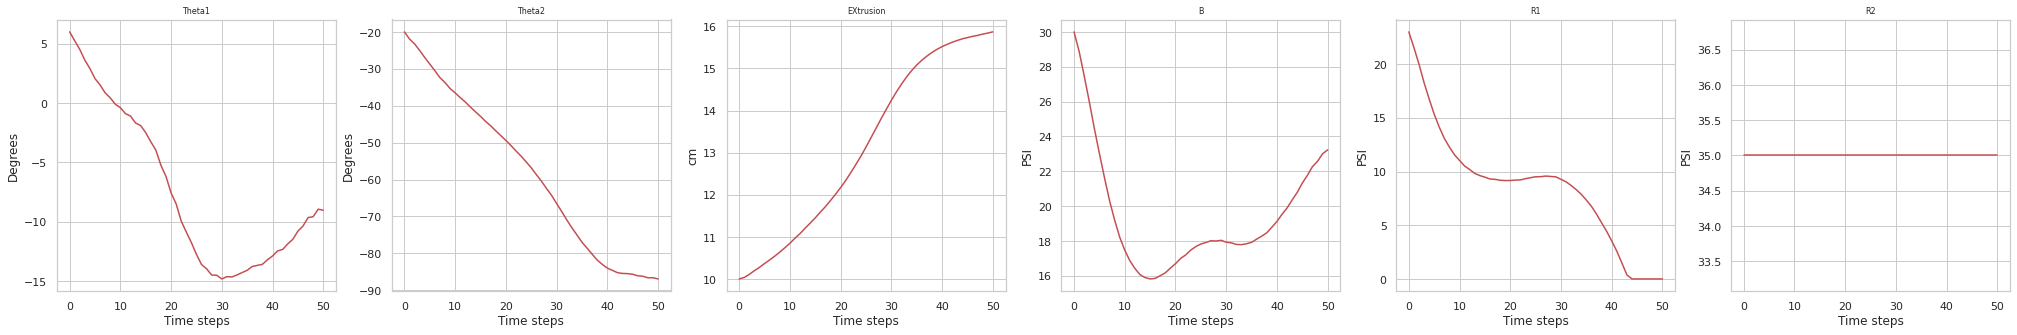 Theta1
Degrees
5
0
−5
−10
−15
0 10 20 30 40 50
Time steps
Theta2
Degrees
−20
−30
−40
−50
−60
−70
−80
−90
0 10 20 30 40 50
Time steps
EXtrusion
cm
16
15
14
13
12
11
10
0 10 20 30 40 50
Time steps
B
PSI
30
28
26
24
22
20
18
16
0 10 20 30 40 50
Time steps
R1
PSI
20
15
10
5
0
0 10 20 30 40 50
Time steps
R2
PSI
36.5
36.0
35.5
35.0
34.5
34.0
33.5
0 10 20 30 40 50
Time steps